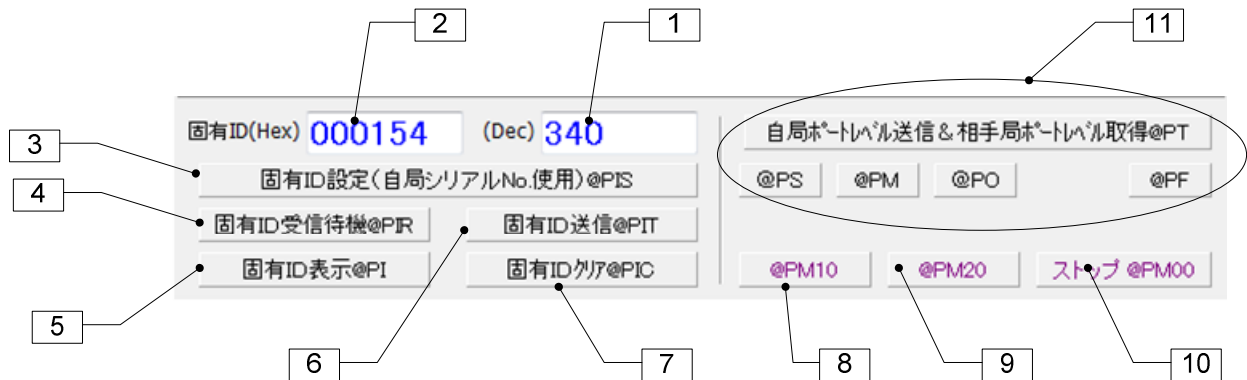 2
1
11
固有ID(Hex) 000154 (Dec) 340
自局ポートレベル送信&相手局ポートレベル取得@PT
3
固有ID設定(自局シリアルNo.使用)@PIS
@PS @PM @PO @PF
4
固有ID受信待機@PIR
固有ID送信@PIT
固有ID表示@PI
固有IDクリア@PIC
@PM10 @PM20 ストップ @PM00
5
6
7
8
9
10